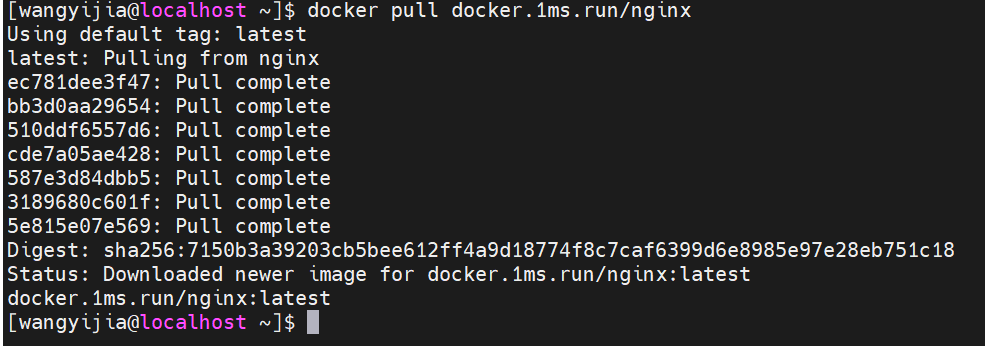 [wangyijia@localhost ~]$ docker pull docker.1ms.run/nginx
Using default tag: latest
latest: Pulling from nginx
ec781dee3f47: Pull complete
bb3d0aa29654: Pull complete
510ddf6557d6: Pull complete
cde7a05ae428: Pull complete
587e3d84dbb5: Pull complete
3189680c601f: Pull complete
5e815e07e569: Pull complete
Digest: sha256:7150b3a39203cb5bee612ff4a9d18774f8c7caf6399d6e8985e97e28eb751c18
Status: Downloaded newer image for docker.1ms.run/nginx:latest
docker.1ms.run/nginx:latest
[wangyijia@localhost ~]$